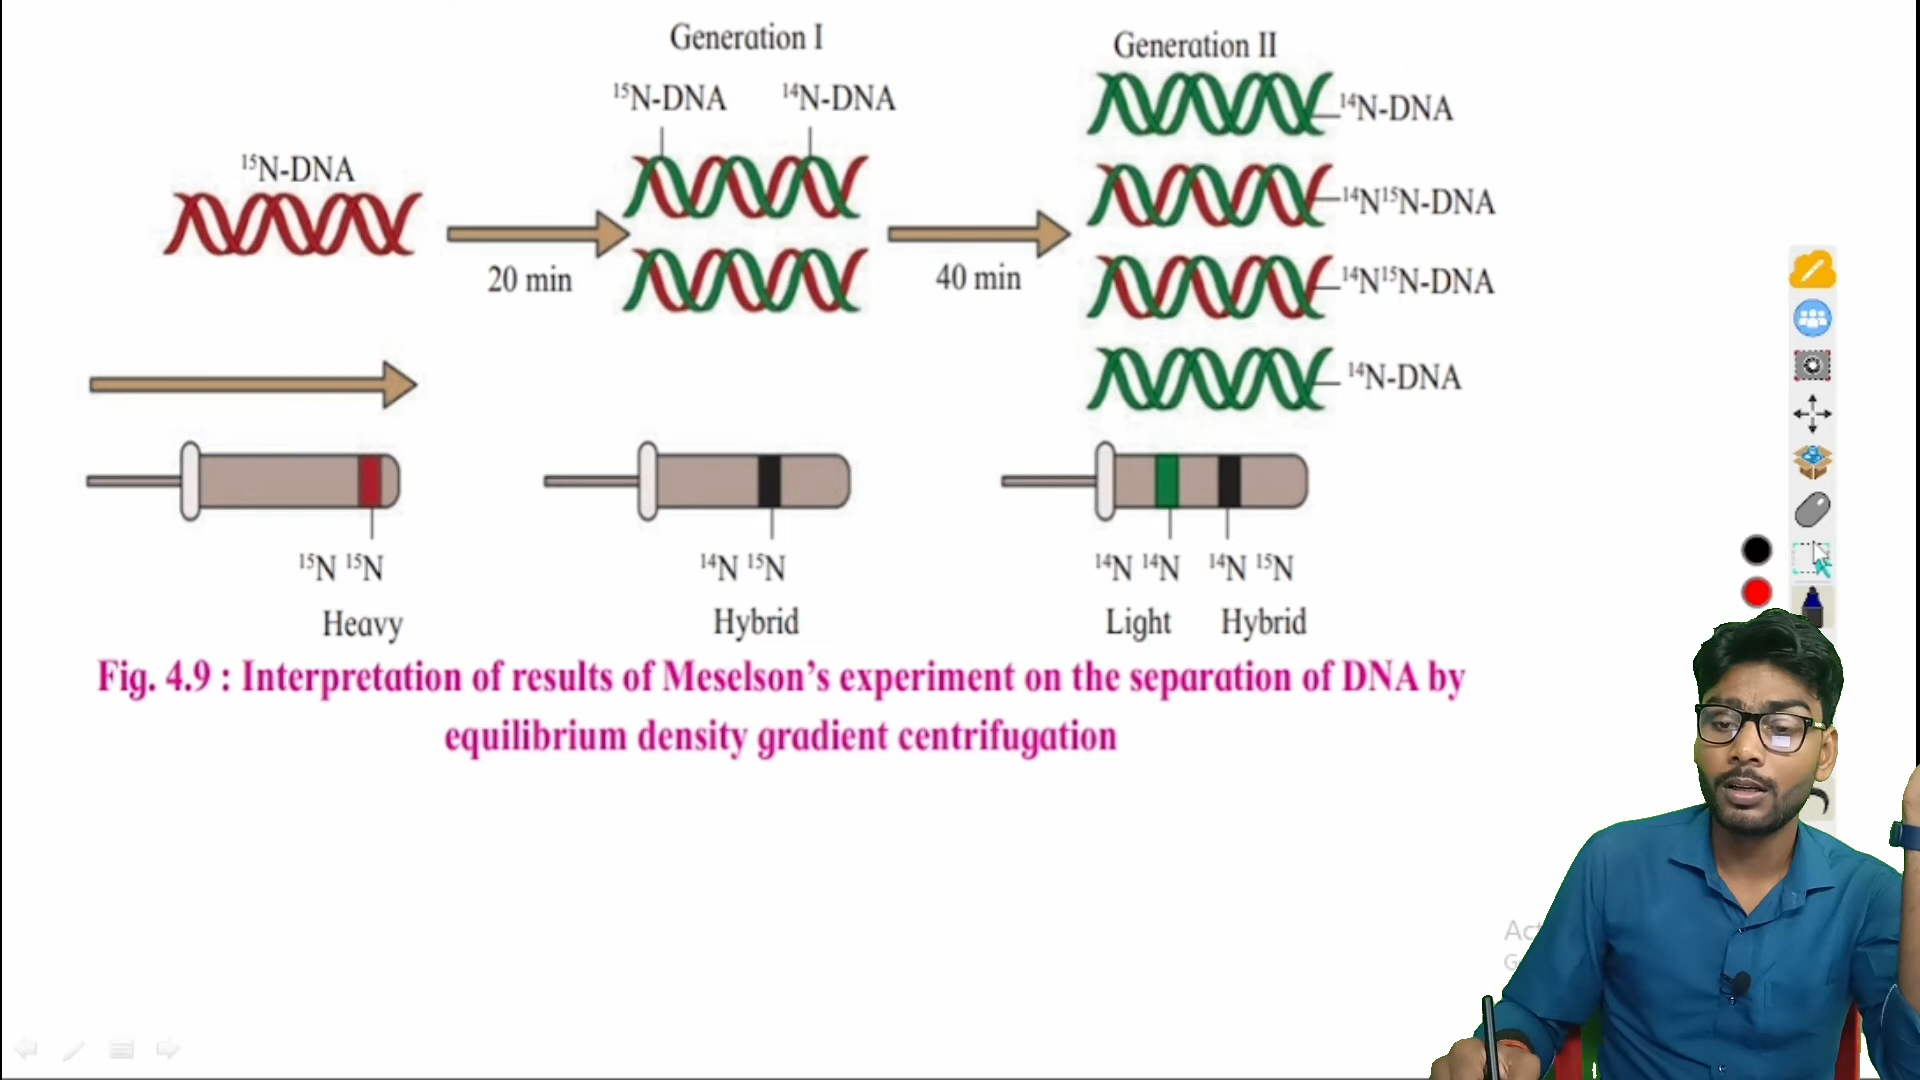 Generation I
Generation II
¹⁵N-DNA
¹⁴N-DNA
¹⁴N-DNA
¹⁵N-DNA
¹⁴N¹⁵N-DNA
20 min
40 min
¹⁴N¹⁵N-DNA
¹⁴N-DNA
¹⁵N ¹⁵N
¹⁴N ¹⁵N
¹⁴N ¹⁴N
¹⁴N ¹⁵N
Heavy
Hybrid
Light
Hybrid
Fig. 4.9 : Interpretation of results of Meselson's experiment on the separation of DNA by
equilibrium density gradient centrifugation